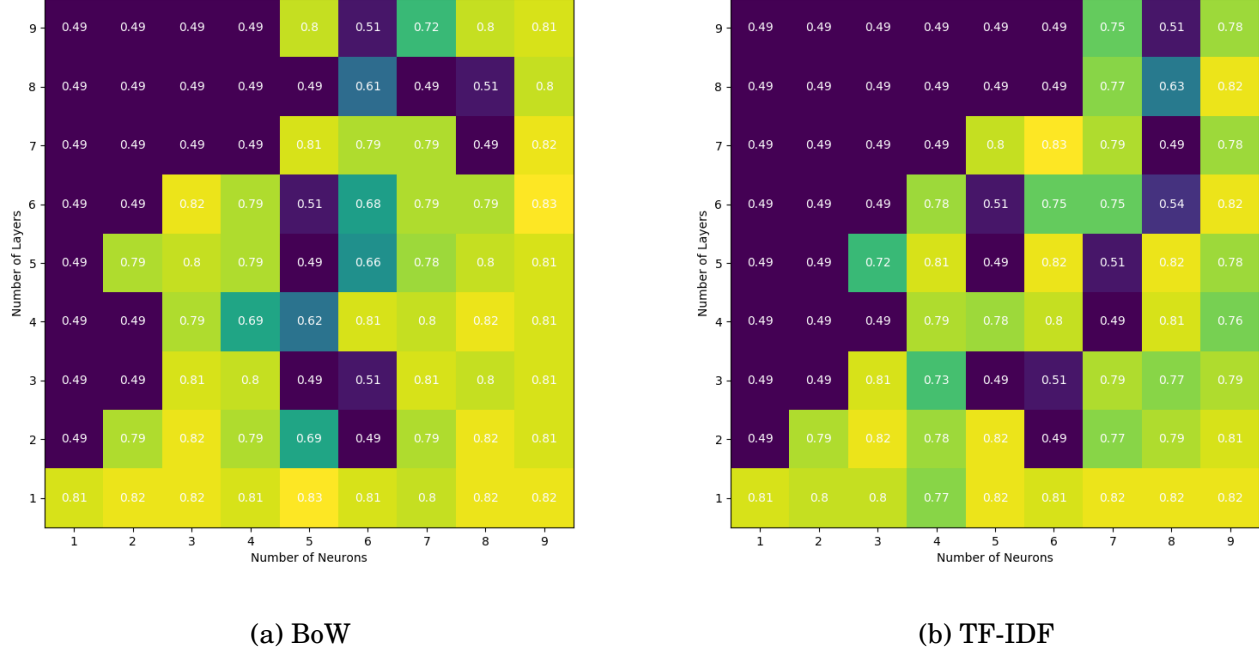 9 0.49 0.49 0.49 0.49 0.8 0.51 0.72 0.8 0.81
8 0.49 0.49 0.49 0.49 0.49 0.61 0.49 0.51 0.8
7 0.49 0.49 0.49 0.49 0.81 0.79 0.79 0.49 0.82
6 0.49 0.49 0.82 0.79 0.51 0.68 0.79 0.79 0.83
5 0.49 0.79 0.8 0.79 0.49 0.66 0.78 0.8 0.81
4 0.49 0.49 0.79 0.69 0.62 0.81 0.8 0.82 0.81
3 0.49 0.49 0.81 0.8 0.49 0.51 0.81 0.8 0.81
2 0.49 0.79 0.82 0.79 0.69 0.49 0.79 0.82 0.81
1 0.81 0.82 0.82 0.81 0.83 0.81 0.8 0.82 0.82
1 2 3 4 5 6 7 8 9
Number of Neurons
Number of Layers
(a) BoW
9 0.49 0.49 0.49 0.49 0.49 0.49 0.75 0.51 0.78
8 0.49 0.49 0.49 0.49 0.49 0.49 0.77 0.63 0.82
7 0.49 0.49 0.49 0.49 0.8 0.83 0.79 0.49 0.78
6 0.49 0.49 0.49 0.78 0.51 0.75 0.75 0.54 0.82
5 0.49 0.49 0.72 0.81 0.49 0.82 0.51 0.82 0.78
4 0.49 0.49 0.49 0.79 0.78 0.8 0.49 0.81 0.76
3 0.49 0.49 0.81 0.73 0.49 0.51 0.79 0.77 0.79
2 0.49 0.79 0.82 0.78 0.82 0.49 0.77 0.79 0.81
1 0.81 0.8 0.8 0.77 0.82 0.81 0.82 0.82 0.82
1 2 3 4 5 6 7 8 9
Number of Neurons
Number of Layers
(b) TF-IDF